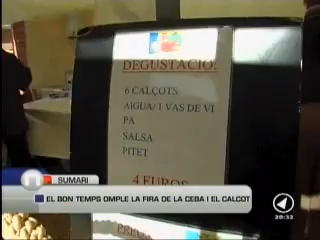 DEGUSTACIO:
6 CALÇOTS
AIGUA/ 1 VAS DE VI
PA
SALSA
PITET
4 EUROS
SUMARI
EL BON TEMPS OMPLE LA FIRA DE LA CEBA I EL CALÇOT
20:32